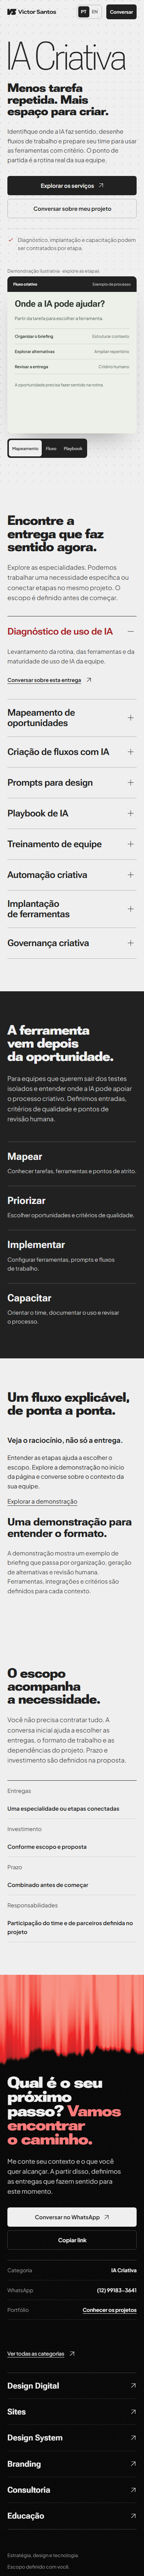 Victor Santos
PT EN
Conversar
IA Criativa
Menos tarefa
repetida. Mais
espaço para criar.
Identifique onde a IA faz sentido, desenhe
fluxos de trabalho e prepare seu time para usar
as ferramentas com critério. O ponto de
partida é a rotina real da sua equipe.
Explorar os serviços
Conversar sobre meu projeto
Diagnóstico, implantação e capacitação podem
ser contratados por etapa.
Demonstração ilustrativa · explore as etapas
Fluxo criativo
Exemplo de processo
Onde a IA pode ajudar?
Partir da tarefa para escolher a ferramenta.
Organizar o briefing
Estruturar contexto
Explorar alternativas
Ampliar repertório
Revisar a entrega
Critério humano
A oportunidade precisa fazer sentido na rotina.
Mapeamento Fluxo Playbook
Encontre a
entrega que faz
sentido agora.
Explore as especialidades. Podemos
trabalhar uma necessidade específica ou
conectar etapas no mesmo projeto. O
escopo é definido antes de começar.
Diagnóstico de uso de IA
Levantamento da rotina, das ferramentas e da
maturidade de uso de IA da equipe.
Conversar sobre esta entrega
Mapeamento de
oportunidades
Criação de fluxos com IA
Prompts para design
Playbook de IA
Treinamento de equipe
Automação criativa
Implantação
de ferramentas
Governança criativa
A ferramenta
vem depois
da oportunidade.
Para equipes que querem sair dos testes
isolados e entender onde a IA pode apoiar
o processo criativo. Definimos entradas,
critérios de qualidade e pontos de
revisão humana.
Mapear
Conhecer tarefas, ferramentas e pontos de atrito.
Priorizar
Escolher oportunidades e critérios de qualidade.
Implementar
Configurar ferramentas, prompts e fluxos
de trabalho.
Capacitar
Orientar o time, documentar o uso e revisar
o processo.
Um fluxo explicável,
de ponta a ponta.
Veja o raciocínio, não só a entrega.
Entender as etapas ajuda a escolher o
escopo. Explore a demonstração no início
da página e converse sobre o contexto da
sua equipe.
Explorar a demonstração
Uma demonstração para
entender o formato.
A demonstração mostra um exemplo de
briefing que passa por organização, geração
de alternativas e revisão humana.
Ferramentas, integrações e critérios são
definidos para cada contexto.
O escopo
acompanha
a necessidade.
Você não precisa contratar tudo. A
conversa inicial ajuda a escolher as
entregas, o formato de trabalho e as
dependências do projeto. Prazo e
investimento são definidos na proposta.
Entregas
Uma especialidade ou etapas conectadas
Investimento
Conforme escopo e proposta
Prazo
Combinado antes de começar
Responsabilidades
Participação do time e de parceiros definida no
projeto
Qual é o seu
próximo
passo? Vamos
encontrar
o caminho.
Me conte seu contexto e o que você
quer alcançar. A partir disso, definimos
as entregas que fazem sentido para
este momento.
Conversar no WhatsApp
Copiar link
Categoria
IA Criativa
WhatsApp
(12) 99183-3641
Portfólio
Conhecer os projetos
Ver todas as categorias
Design Digital
Sites
Design System
Branding
Consultoria
Educação
Estratégia, design e tecnologia.
Escopo definido com você.